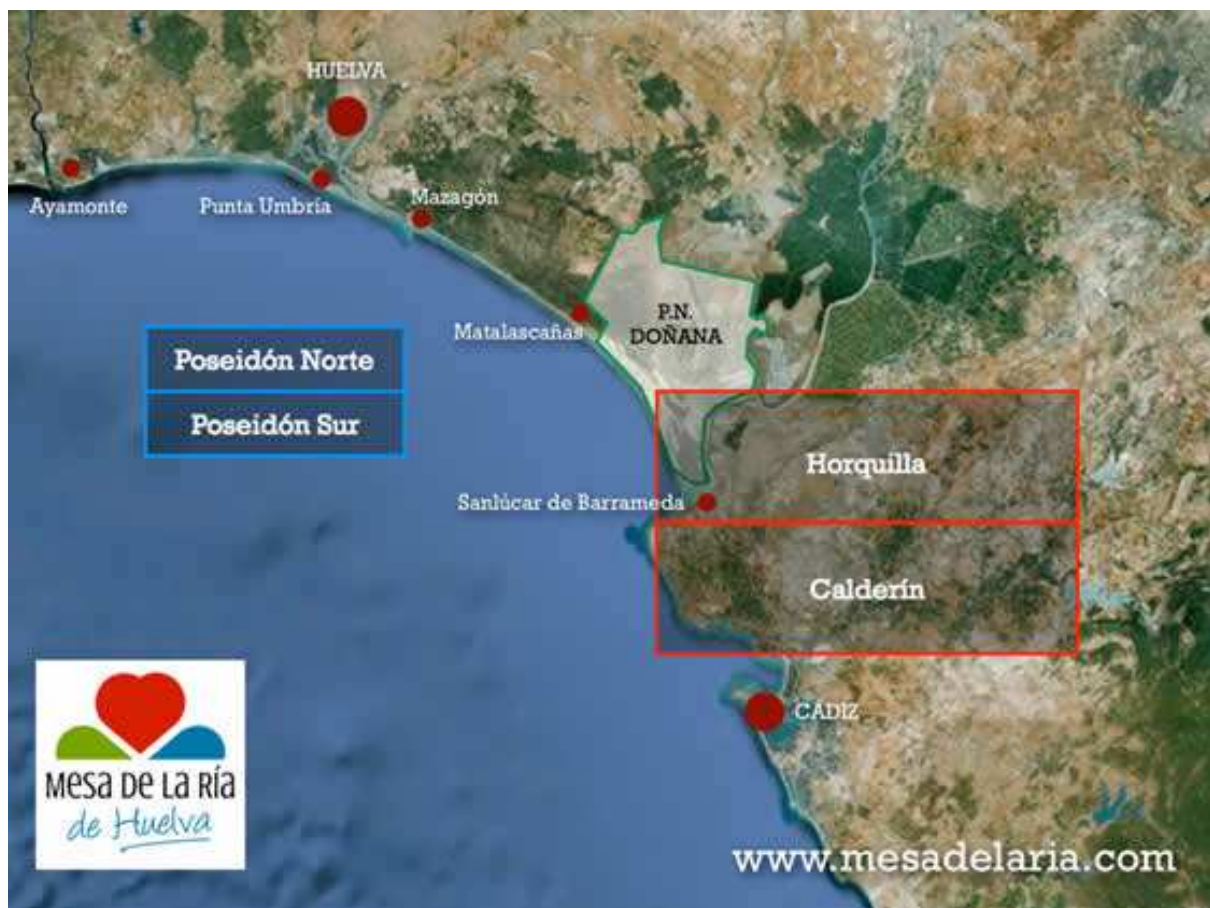 HUELVA
Ayamonte
Punta Umbría
Mazagón
Matalascañas
P.N.
DOÑANA
Poseidón Norte
Poseidón Sur
Horquilla
Sanlúcar de Barrameda
Calderín
CÁDIZ
MESA DE LA RÍA
de Huelva
www.mesadelaria.com